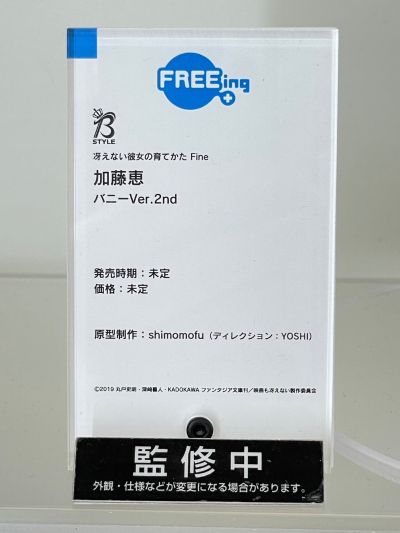 FREEing
B
STYLE
冴えない彼女の育てかた Fine
加藤恵
バニーVer.2nd
発売時期：未定
価格：未定
原型制作：shimomofu（ディレクション：YOSHI）
©2019 丸戸史明・深崎暮人・KADOKAWA ファンタジア文庫刊／映画も冴えない製作委員会
監修中
外観・仕様などが変更になる場合があります。